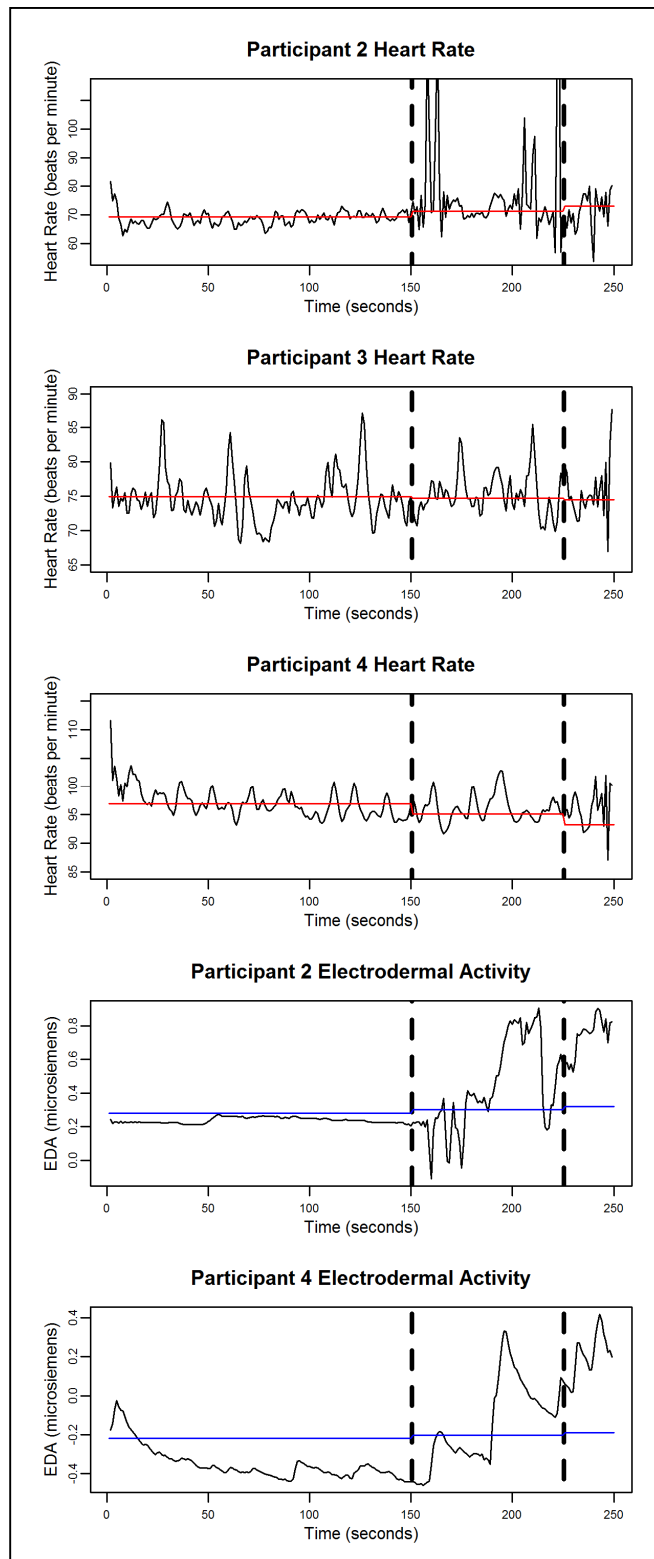 Participant 2 Heart Rate
Heart Rate (beats per minute)
60 70 80 90 100
0 50 100 150 200 250
Time (seconds)
Participant 3 Heart Rate
Heart Rate (beats per minute)
65 70 75 80 85 90
0 50 100 150 200 250
Time (seconds)
Participant 4 Heart Rate
Heart Rate (beats per minute)
85 90 95 100 110
0 50 100 150 200 250
Time (seconds)
Participant 2 Electrodermal Activity
EDA (microsiemens)
0.0 0.2 0.4 0.6 0.8
0 50 100 150 200 250
Time (seconds)
Participant 4 Electrodermal Activity
EDA (microsiemens)
-0.4 -0.2 0.0 0.2 0.4
0 50 100 150 200 250
Time (seconds)